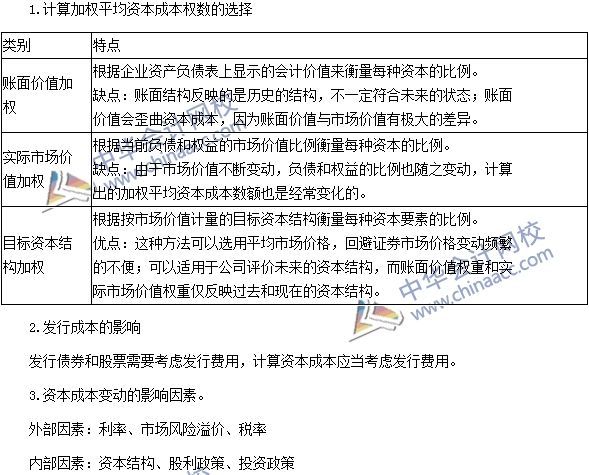 1.计算加权平均资本成本权数的选择
类别 特点
账面价值加权
根据企业资产负债表上显示的会计价值来衡量每种资本的比例。
缺点：账面结构反映的是历史的结构，不一定符合未来的状态；账面
价值会歪曲资本成本，因为账面价值与市场价值有极大的差异。
实际市场价值加权
根据当前负债和权益的市场价值比例衡量每种资本的比例。
缺点：由于市场价值不断变动，负债和权益的比例也随之变动，计算
出的加权平均资本成本数额也是经常变化的。
目标资本结构加权
根据按市场价值计量的目标资本结构衡量每种资本要素的比例。
优点：这种方法可以选用平均市场价格，回避证券市场价格变动频繁
的不便；可以适用于公司评价未来的资本结构，而账面价值权重和实
际市场价值权重仅反映过去和现在的资本结构。
中华会计网校
www.chinaacc.com
中华会计网校
www.chinaacc.com
2.发行成本的影响
发行债券和股票需要考虑发行费用，计算资本成本应当考虑发行费用。
3.资本成本变动的影响因素。
外部因素：利率、市场风险溢价、税率
内部因素：资本结构、股利政策、投资政策